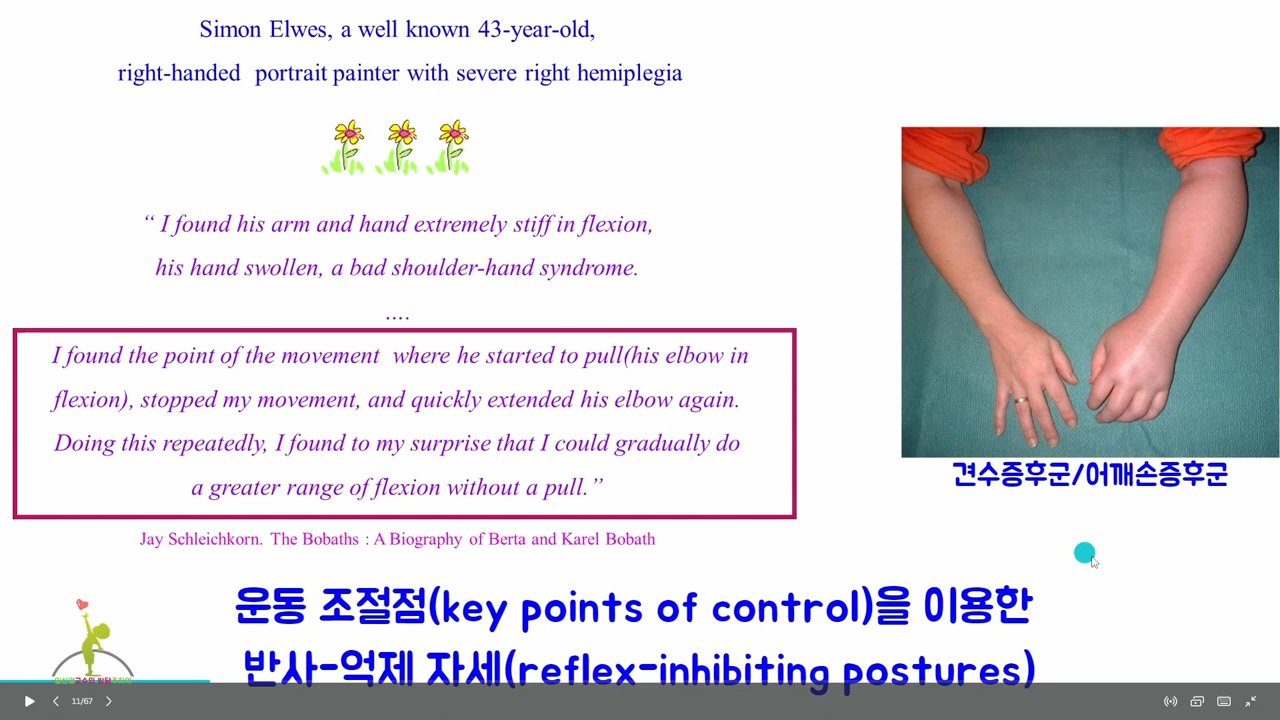 Simon Elwes, a well known 43-year-old,
right-handed portrait painter with severe right hemiplegia
“ I found his arm and hand extremely stiff in flexion,
his hand swollen, a bad shoulder-hand syndrome.
....
I found the point of the movement where he started to pull(his elbow in
flexion), stopped my movement, and quickly extended his elbow again.
Doing this repeatedly, I found to my surprise that I could gradually do
a greater range of flexion without a pull.”
Jay Schleichkorn. The Bobaths : A Biography of Berta and Karel Bobath
견수증후군/어깨손증후군
운동 조절점(key points of control)을 이용한
반사-억제 자세(reflex-inhibiting postures)
11/67